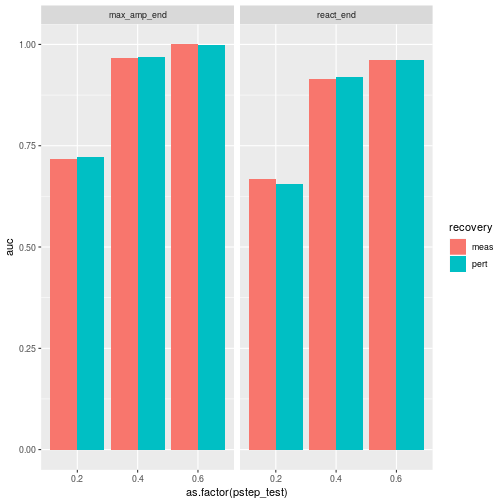 max_amp_end
react_end
1.00
0.75
0.50
0.25
0.00
auc
0.2
0.4
0.6
0.2
0.4
0.6
as.factor(pstep_test)
recovery
meas
pert